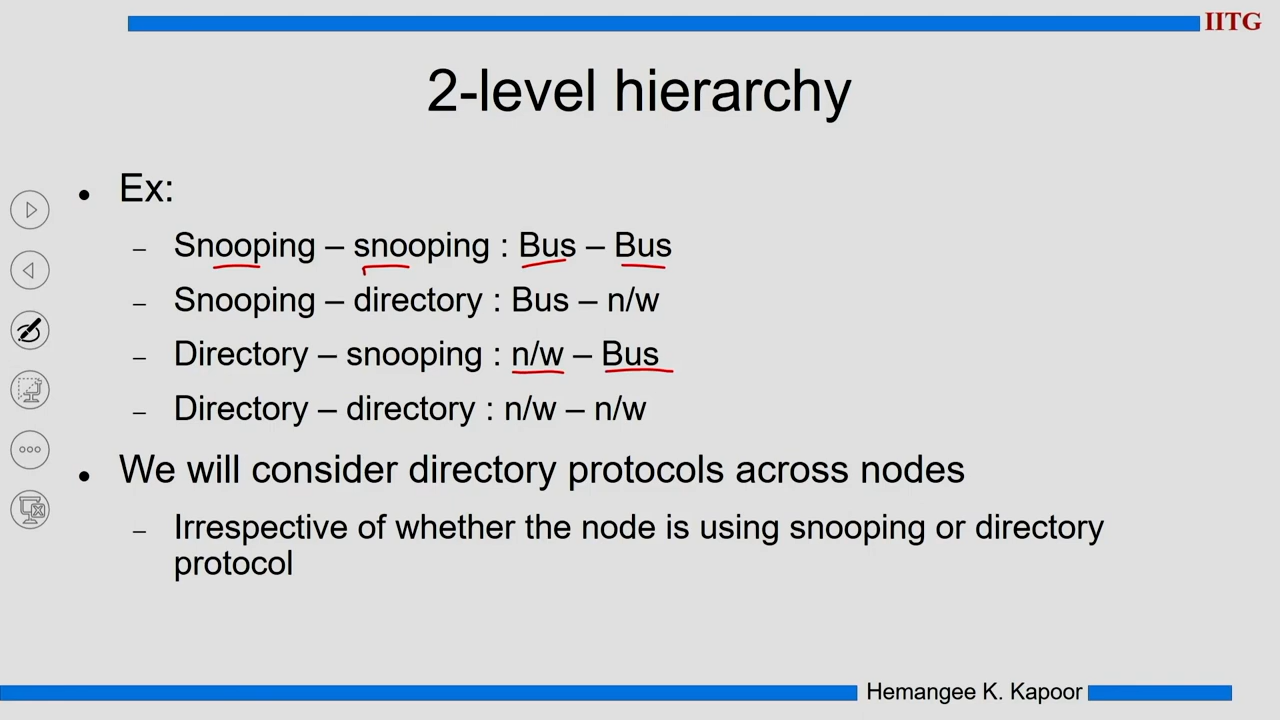 IITG
2-level hierarchy
● Ex:
– Snooping – snooping : Bus – Bus
– Snooping – directory : Bus – n/w
– Directory – snooping : n/w – Bus
– Directory – directory : n/w – n/w
● We will consider directory protocols across nodes
– Irrespective of whether the node is using snooping or directory
protocol
Hemangee K. Kapoor